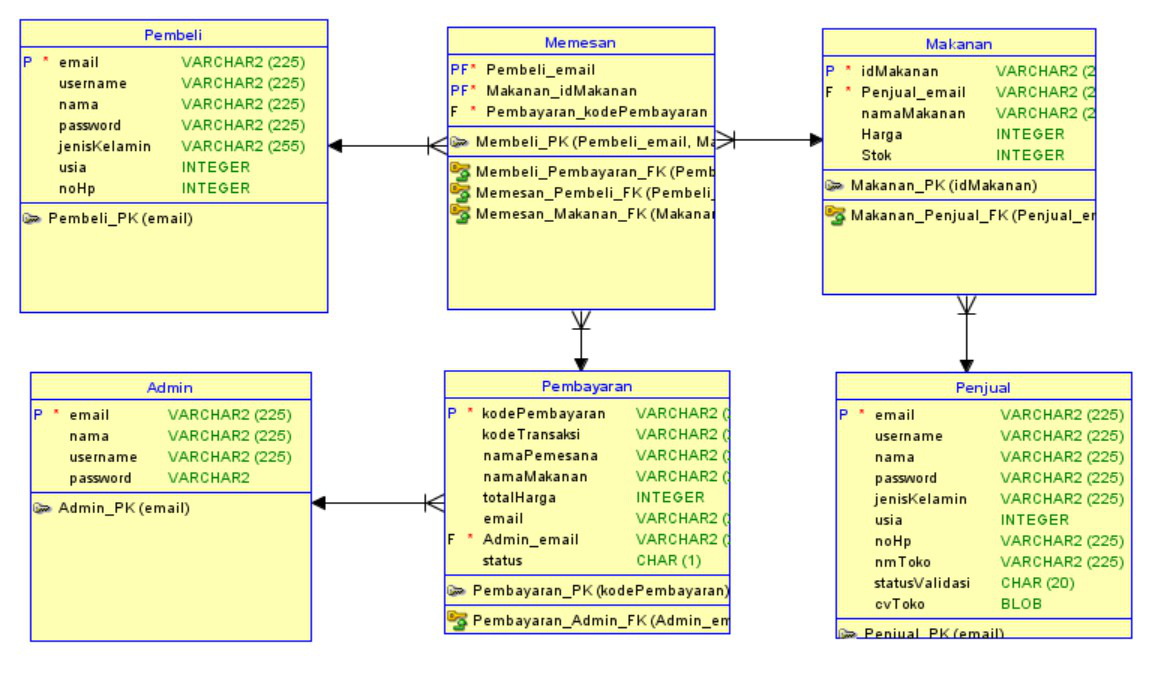 Pembeli
P * email VARCHAR2 (225)
username VARCHAR2 (225)
nama VARCHAR2 (225)
password VARCHAR2 (225)
jenisKelamin VARCHAR2 (255)
usia INTEGER
noHp INTEGER
Pembeli_PK (email)
Memesan
PF* Pembeli_email
PF* Makanan_idMakanan
F * Pembayaran_kodePembayaran
Membeli_PK (Pembeli_email, Ma
Membeli_Pembayaran_FK (Pemb
Memesan_Pembeli_FK (Pembeli_
Memesan_Makanan_FK (Makanan
Makanan
P * idMakanan VARCHAR2 (2
F * Penjual_email VARCHAR2 (2
namaMakanan VARCHAR2 (2
Harga INTEGER
Stok INTEGER
Makanan_PK (idMakanan)
Makanan_Penjual_FK (Penjual_em
Admin
P * email VARCHAR2 (225)
nama VARCHAR2 (225)
username VARCHAR2 (225)
password VARCHAR2
Admin_PK (email)
Pembayaran
P * kodePembayaran VARCHAR2 (
kodeTransaksi VARCHAR2 (
namaPemesana VARCHAR2 (
namaMakanan VARCHAR2 (
totalHarga INTEGER
email VARCHAR2 (
F * Admin_email VARCHAR2 (
status CHAR (1)
Pembayaran_PK (kodePembayaran)
Pembayaran_Admin_FK (Admin_em
Penjual
P * email VARCHAR2 (225)
username VARCHAR2 (225)
nama VARCHAR2 (225)
password VARCHAR2 (225)
jenisKelamin VARCHAR2 (225)
usia INTEGER
noHp VARCHAR2 (225)
nmToko VARCHAR2 (225)
statusValidasi CHAR (20)
cvToko BLOB
Penjual_PK (email)